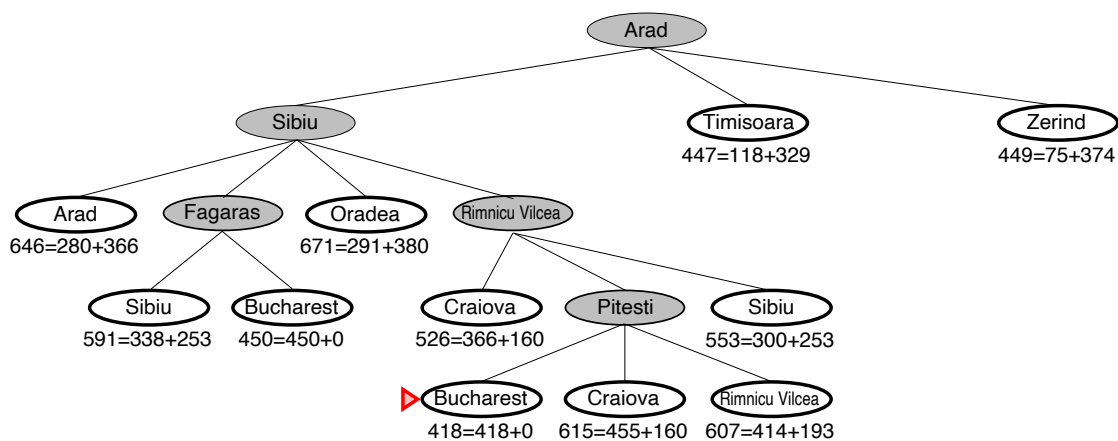 Arad
Sibiu
Timisoara
Zerind
447=118+329
449=75+374
Arad
Fagaras
Oradea
Rimnicu Vilcea
646=280+366
671=291+380
Sibiu
Bucharest
Craiova
Pitesti
Sibiu
591=338+253
450=450+0
526=366+160
553=300+253
Bucharest
Craiova
Rimnicu Vilcea
418=418+0
615=455+160
607=414+193